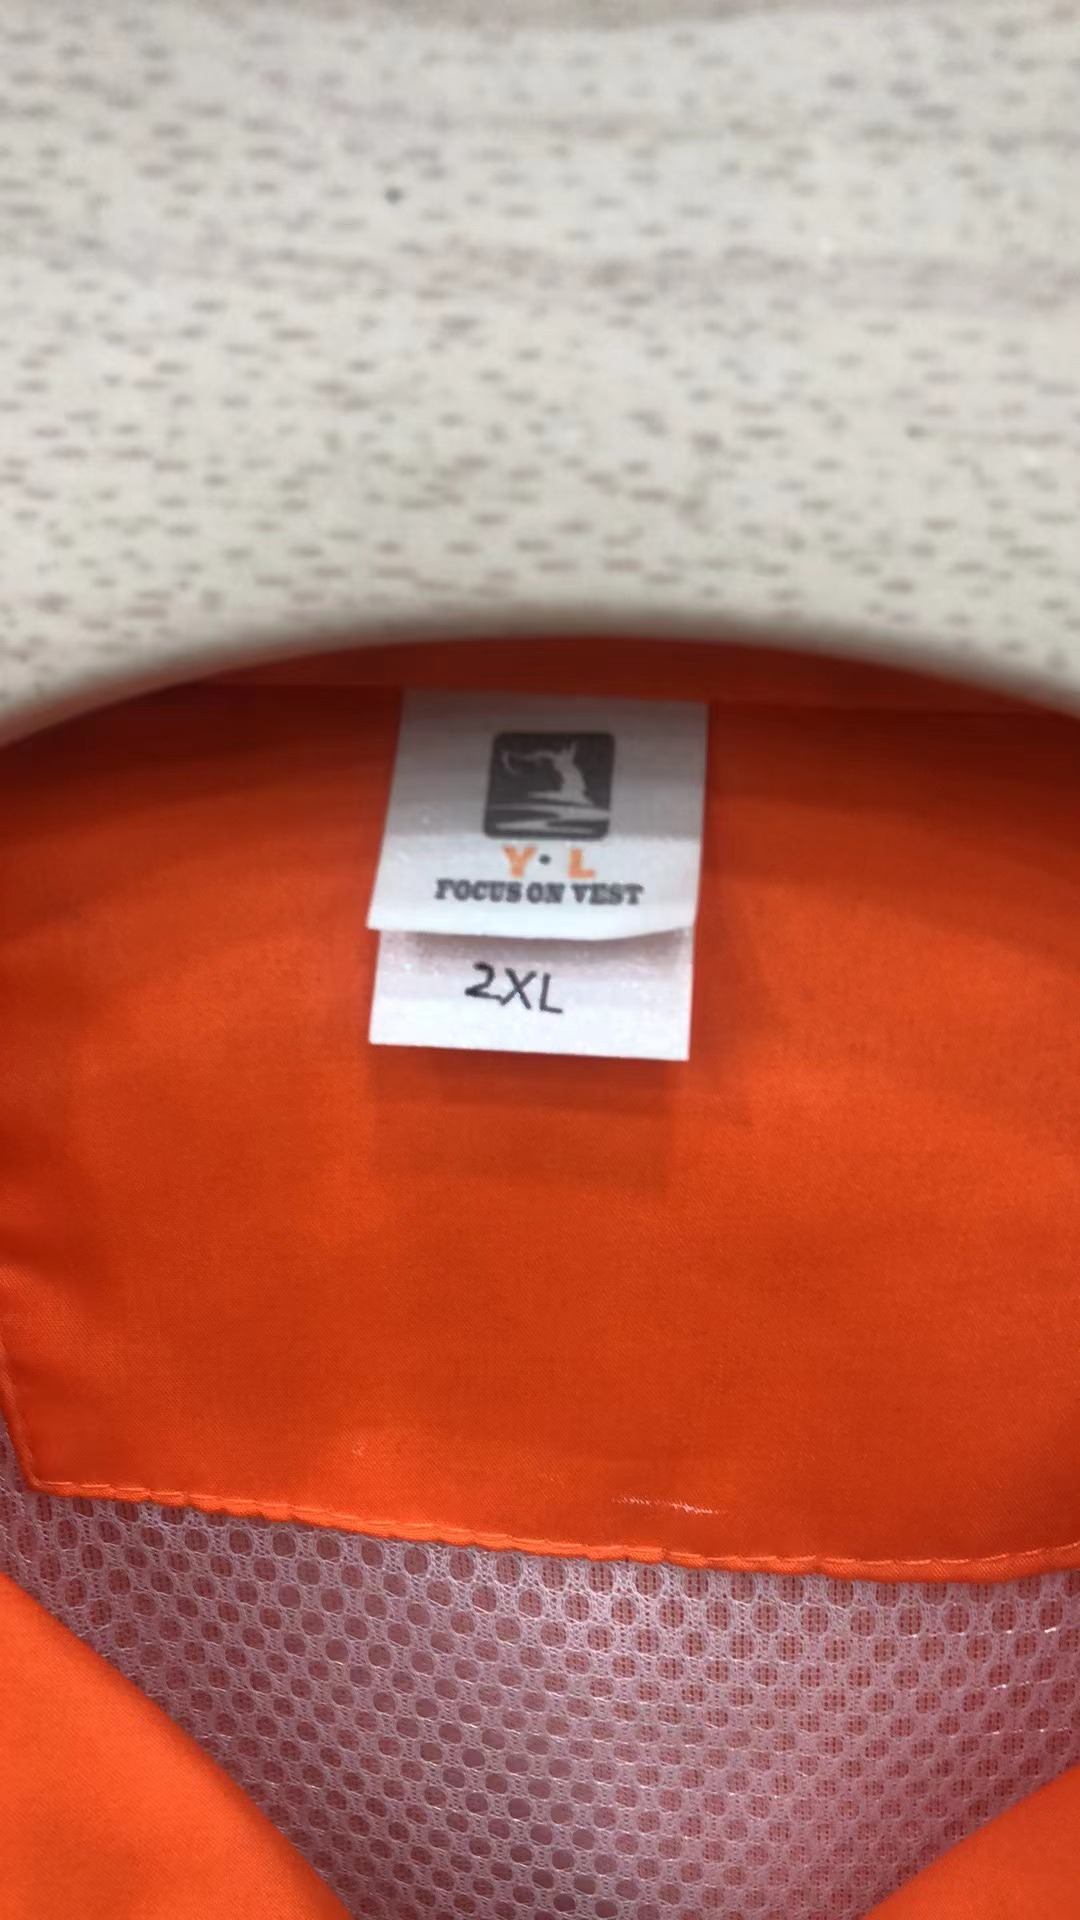 Y· L
FOCUS ON VEST
2XL